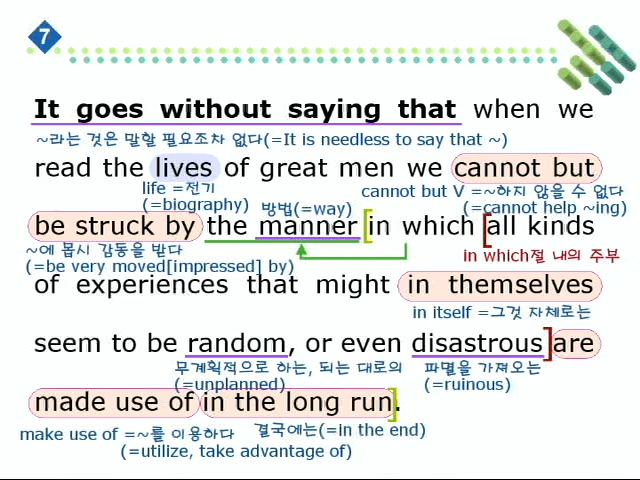 7
It goes without saying that when we
~라는 것은 말할 필요조차 없다(=It is needless to say that ~)
read the lives of great men we cannot but
life =전기
(=biography)
방법(=way)
cannot but V =~하지 않을 수 없다
(=cannot help ~ing)
be struck by the manner [in which [all kinds
~에 몹시 감동을 받다
(=be very moved[impressed] by)
in which절 내의 주부
of experiences that might in themselves
in itself =그것 자체로는
seem to be random, or even disastrous] are
무계획적으로 하는, 되는 대로의
(=unplanned)
파멸을 가져오는
(=ruinous)
made use of in the long run].
make use of =~를 이용하다
(=utilize, take advantage of)
결국에는(=in the end)